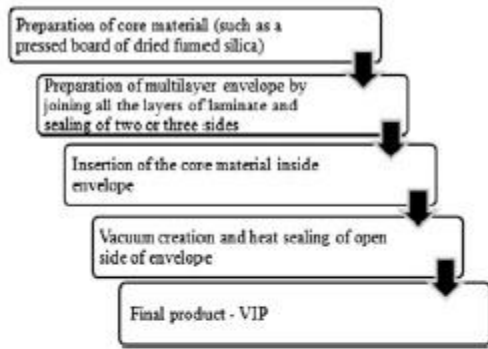 Preparation of core material (such as a
pressed board of dried fumed silica)
Preparation of multilayer envelope by
joining all the layers of laminate and
sealing of two or three sides
Insertion of the core material inside
envelope
Vacuum creation and heat sealing of open
side of envelope
Final product - VIP